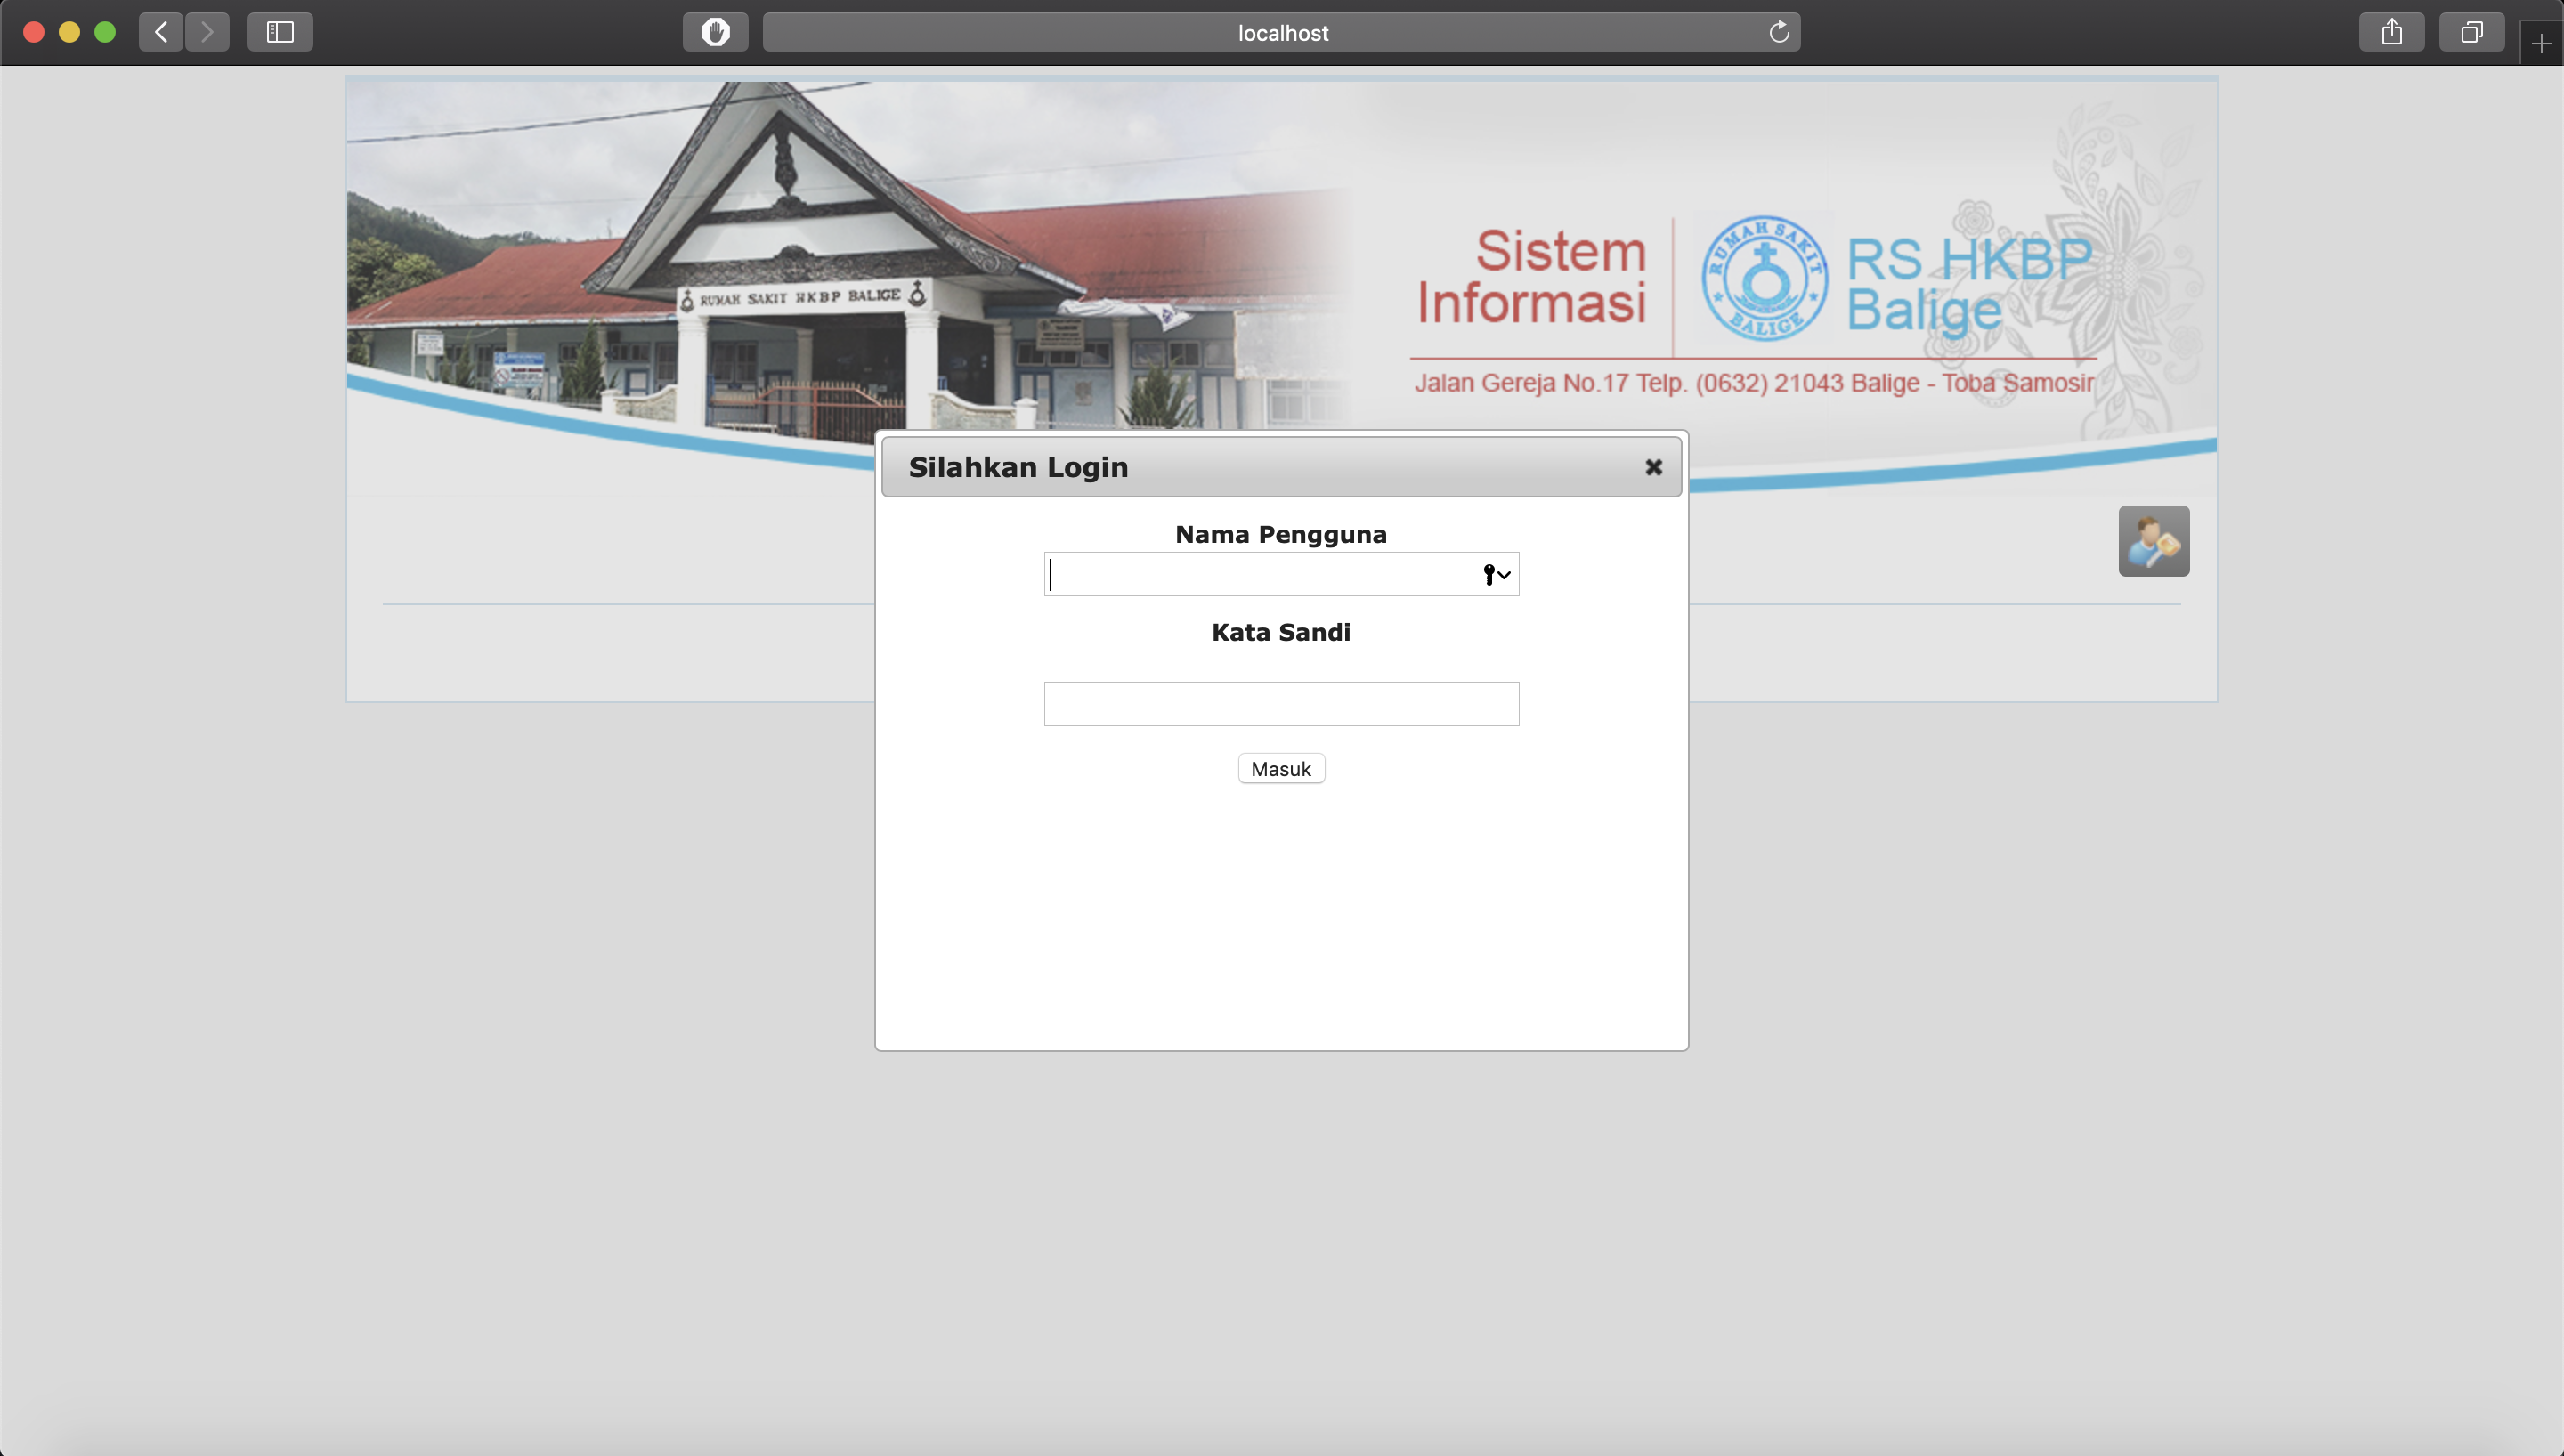 localhost
RUMAH SAKIT HKBP BALIGE
Sistem
Informasi
RUMAH SAKIT
BALIGE
RS HKBP
Balige
Jalan Gereja No.17 Telp. (0632) 21043 Balige - Toba Samosir
Silahkan Login
Nama Pengguna
Kata Sandi
Masuk